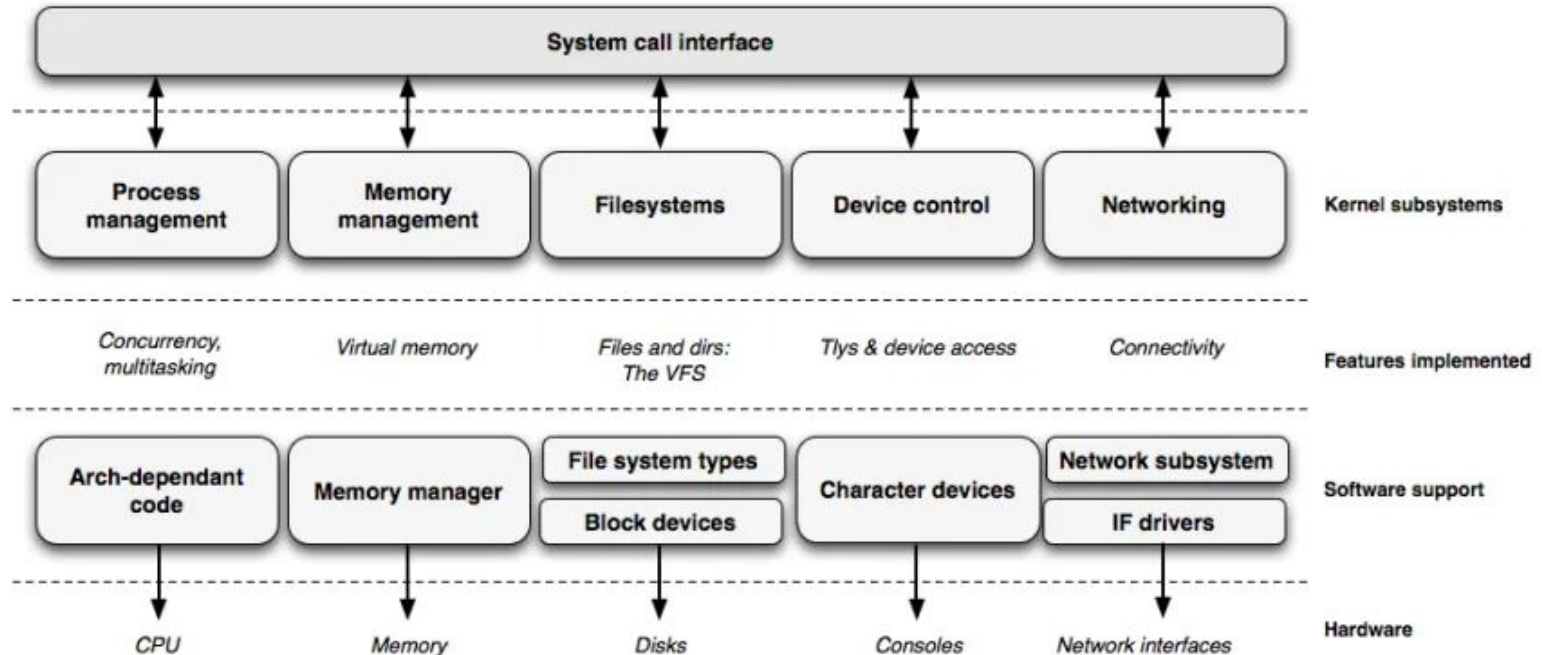 System call interface
Process
management
Memory
management
Filesystems
Device control
Networking
Kernel subsystems
Concurrency,
multitasking
Virtual memory
Files and dirs:
The VFS
Tlys & device access
Connectivity
Features implemented
Arch-dependant
code
Memory manager
File system types
Block devices
Character devices
Network subsystem
IF drivers
Software support
CPU
Memory
Disks
Consoles
Network interfaces
Hardware